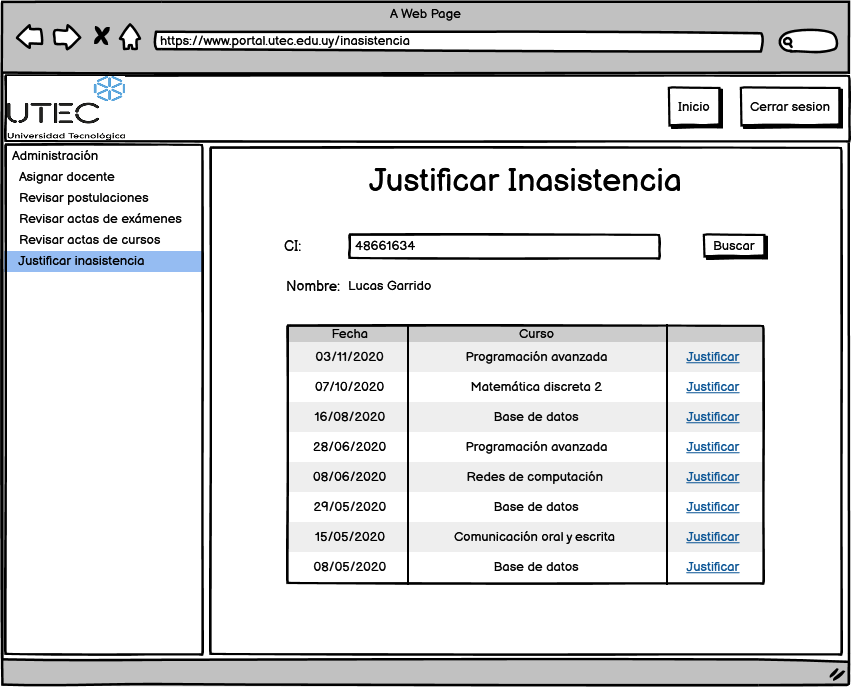 A Web Page
https://www.portal.utec.edu.uy/inasistencia
UTEC
Universidad Tecnológica
Inicio
Cerrar sesion
Administración
Asignar docente
Revisar postulaciones
Revisar actas de exámenes
Revisar actas de cursos
Justificar inasistencia
Justificar Inasistencia
CI: 48661634 Buscar
Nombre: Lucas Garrido
Fecha Curso
03/11/2020 Programación avanzada Justificar
07/10/2020 Matemática discreta 2 Justificar
16/08/2020 Base de datos Justificar
28/06/2020 Programación avanzada Justificar
08/06/2020 Redes de computación Justificar
29/05/2020 Base de datos Justificar
15/05/2020 Comunicación oral y escrita Justificar
08/05/2020 Base de datos Justificar